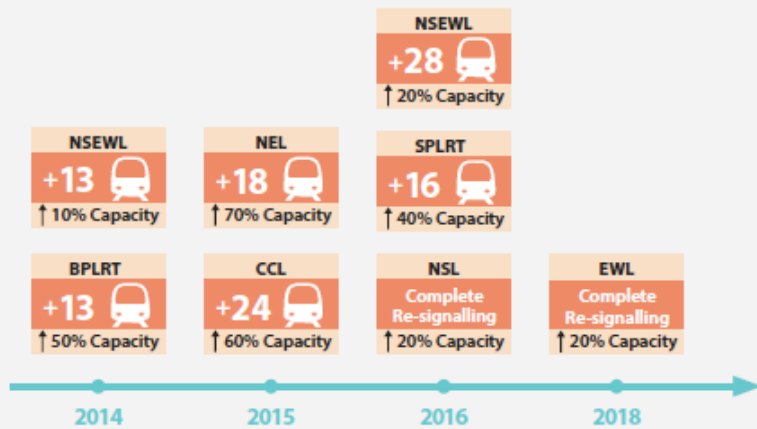 NSEWL
+28
↑ 20% Capacity
NSEWL
+13
↑ 10% Capacity
NEL
+18
↑ 70% Capacity
SPLRT
+16
↑ 40% Capacity
BPLRT
+13
↑ 50% Capacity
CCL
+24
↑ 60% Capacity
NSL
Complete
Re-signalling
↑ 20% Capacity
EWL
Complete
Re-signalling
↑ 20% Capacity
2014
2015
2016
2018